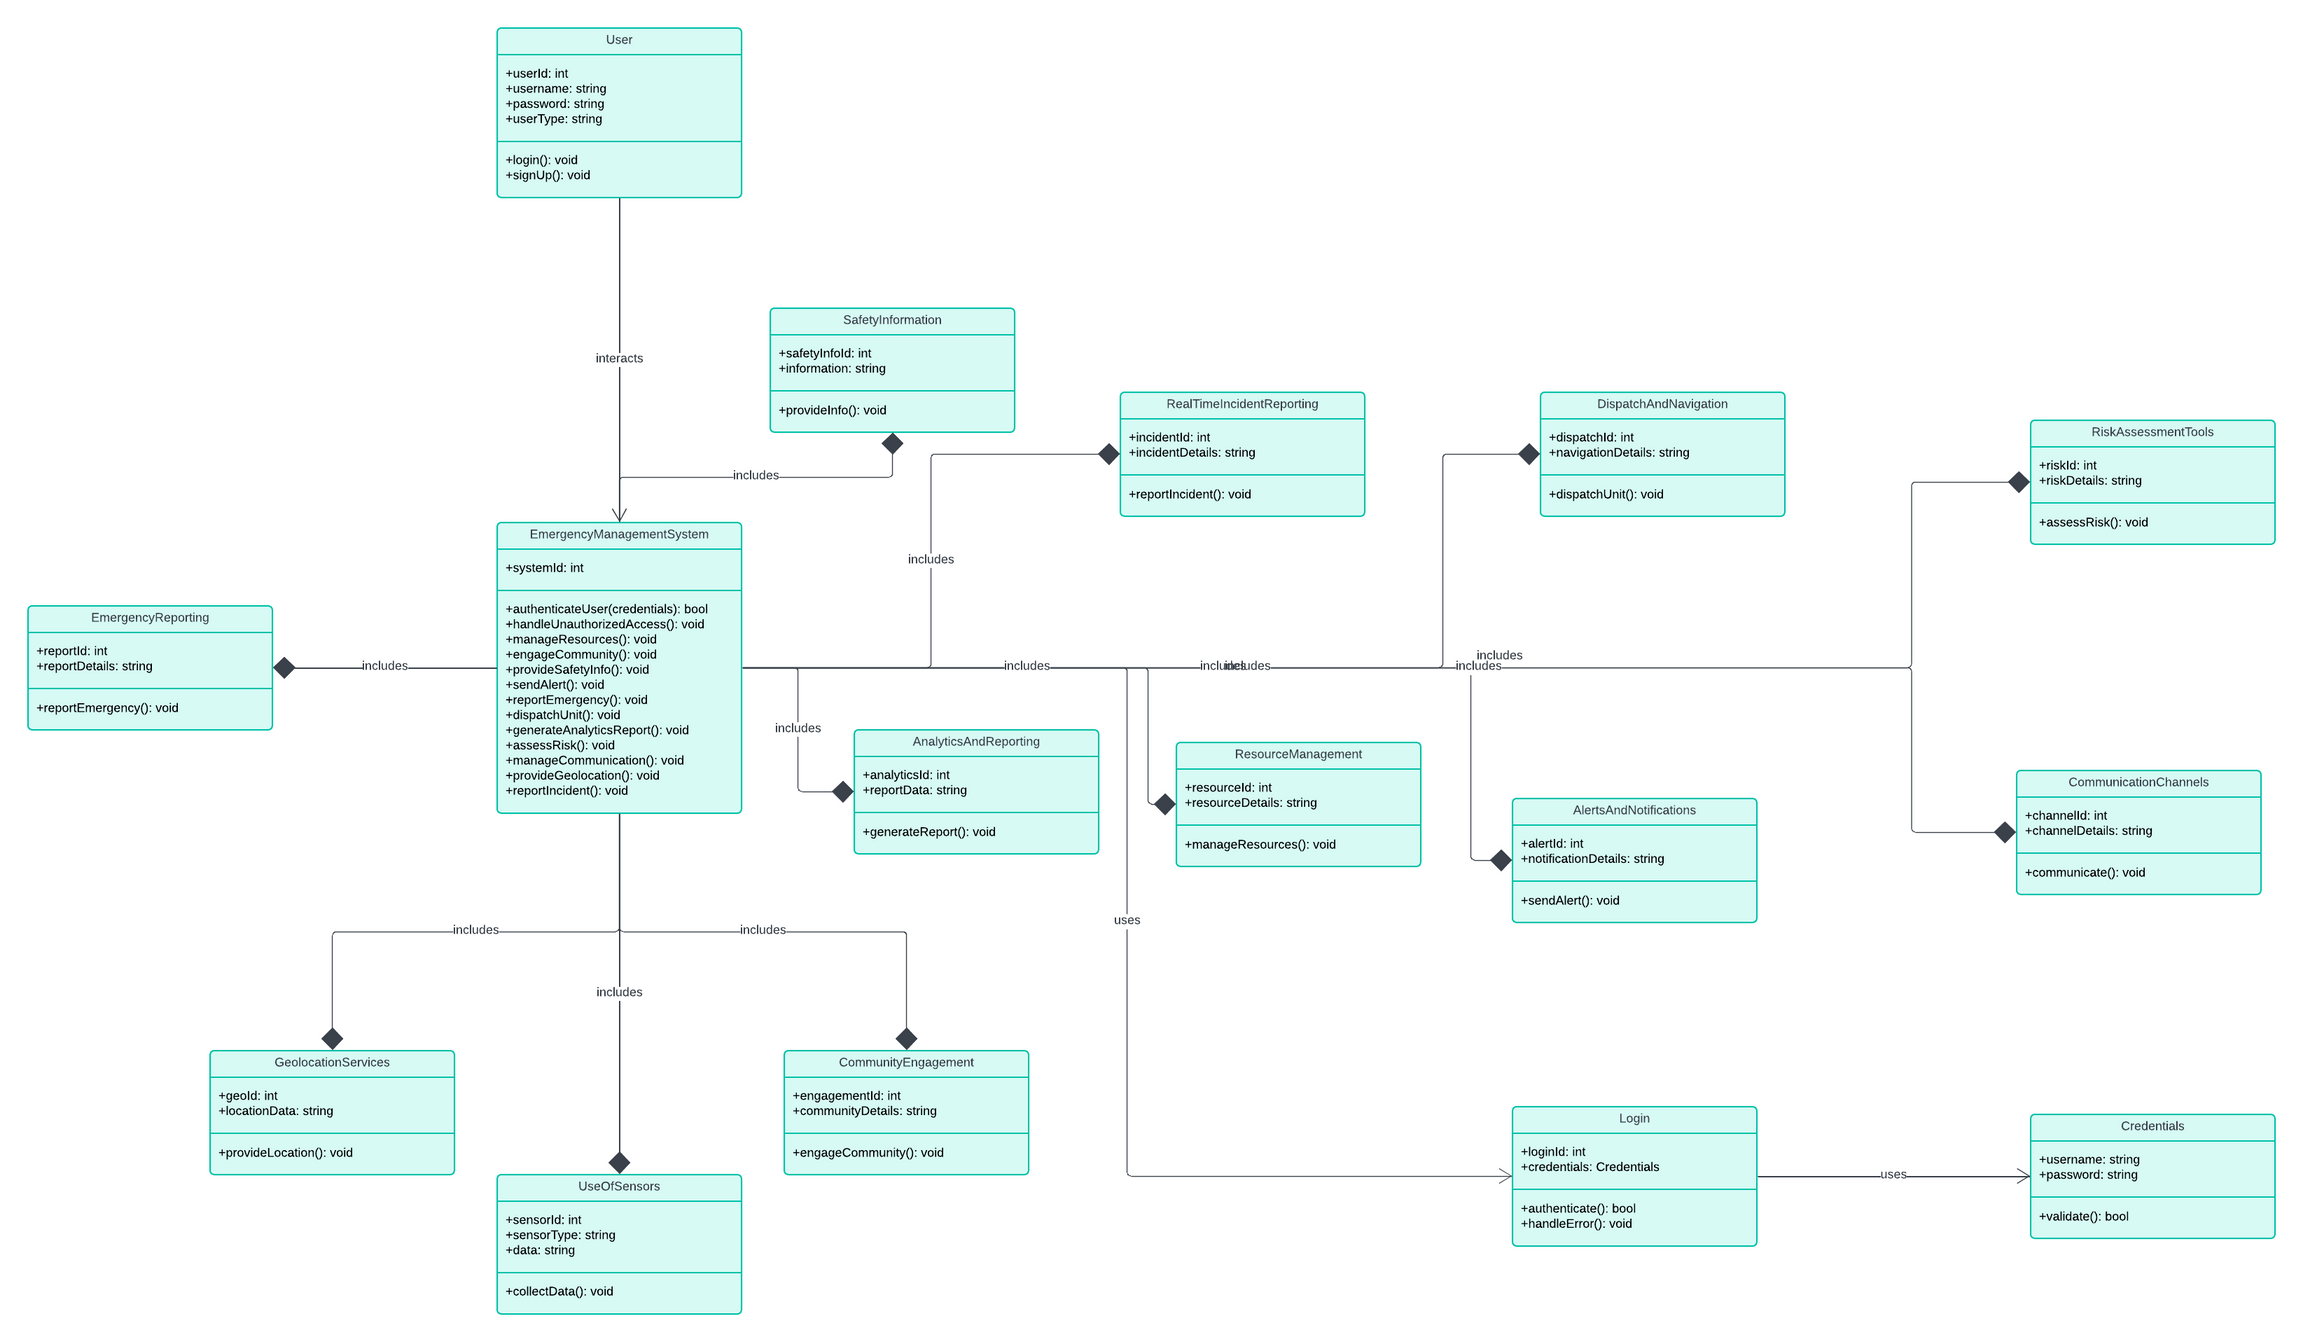 User
+userId: int
+username: string
+password: string
+userType: string
+login(): void
+signUp(): void
interacts
SafetyInformation
+safetyInfoId: int
+information: string
+provideInfo(): void
includes
RealTimeIncidentReporting
+incidentId: int
+incidentDetails: string
+reportIncident(): void
includes
DispatchAndNavigation
+dispatchId: int
+navigationDetails: string
+dispatchUnit(): void
RiskAssessmentTools
+riskId: int
+riskDetails: string
+assessRisk(): void
EmergencyManagementSystem
+systemId: int
+authenticateUser(credentials): bool
+handleUnauthorizedAccess(): void
+manageResources(): void
+engageCommunity(): void
+provideSafetyInfo(): void
+sendAlert(): void
+reportEmergency(): void
+dispatchUnit(): void
+generateAnalyticsReport(): void
+assessRisk(): void
+manageCommunication(): void
+provideGeolocation(): void
+reportIncident(): void
EmergencyReporting
+reportId: int
+reportDetails: string
+reportEmergency(): void
includes
includes
includes
includes
includes
includes
includes
AnalyticsAndReporting
+analyticsId: int
+reportData: string
+generateReport(): void
ResourceManagement
+resourceId: int
+resourceDetails: string
+manageResources(): void
AlertsAndNotifications
+alertId: int
+notificationDetails: string
+sendAlert(): void
CommunicationChannels
+channelId: int
+channelDetails: string
+communicate(): void
uses
includes
includes
includes
GeolocationServices
+geoId: int
+locationData: string
+provideLocation(): void
CommunityEngagement
+engagementId: int
+communityDetails: string
+engageCommunity(): void
UseOfSensors
+sensorId: int
+sensorType: string
+data: string
+collectData(): void
Login
+loginId: int
+credentials: Credentials
+authenticate(): bool
+handleError(): void
uses
Credentials
+username: string
+password: string
+validate(): bool